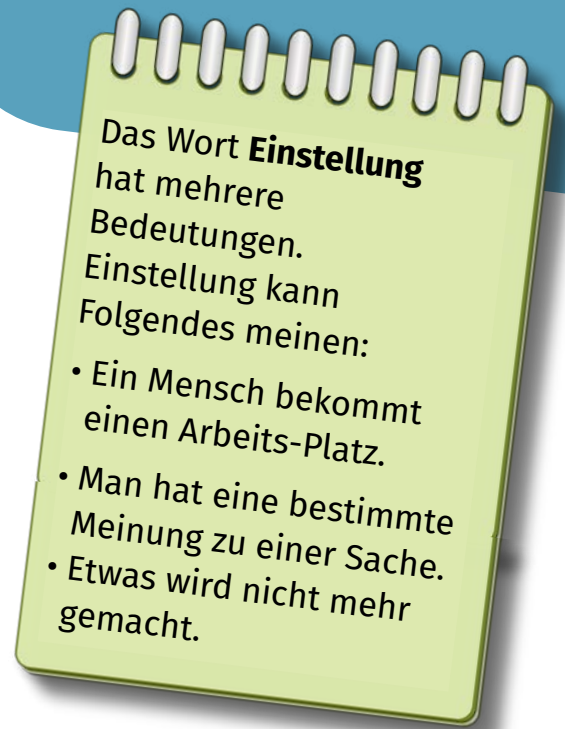 Das Wort Einstellung
hat mehrere
Bedeutungen.
Einstellung kann
Folgendes meinen:
• Ein Mensch bekommt
einen Arbeits-Platz.
• Man hat eine bestimmte
Meinung zu einer Sache.
• Etwas wird nicht mehr
gemacht.